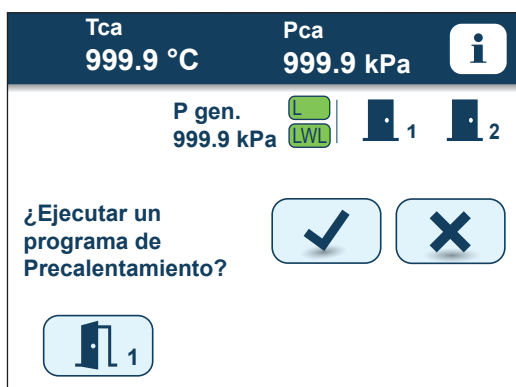 Tca Pca
999.9 °C 999.9 kPa i
P gen. L
999.9 kPa LWL 1 2
¿Ejecutar un
programa de
Precalentamiento?
1